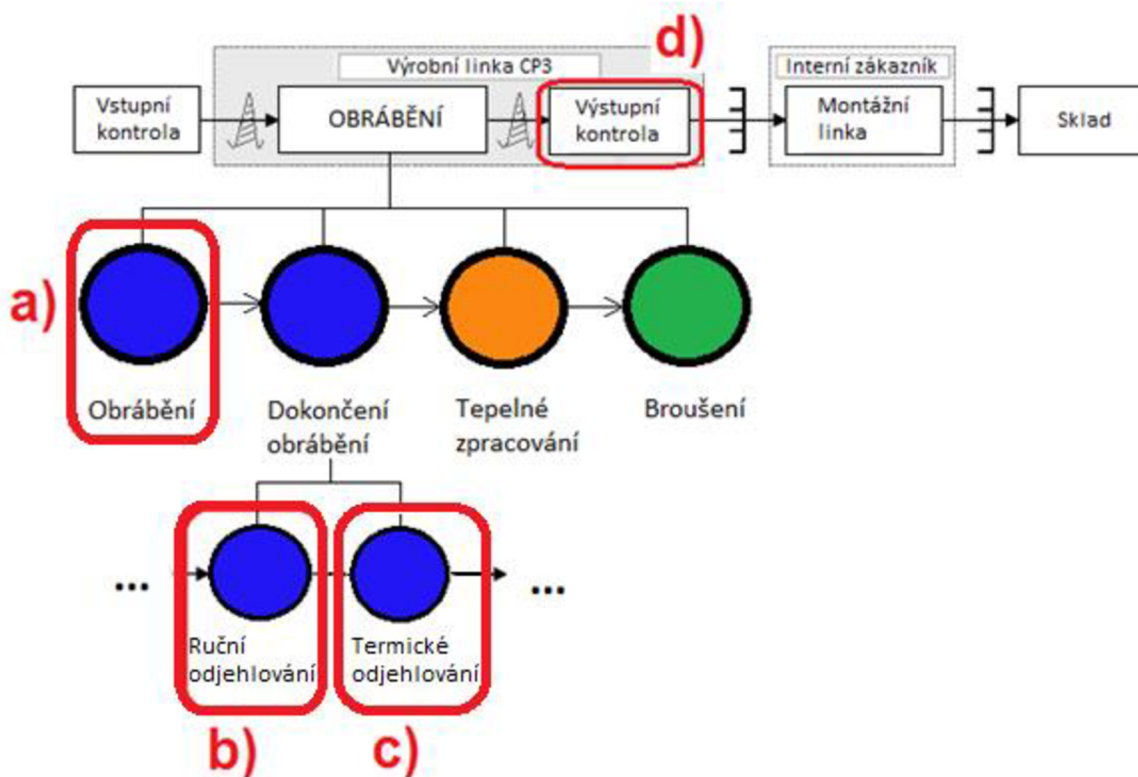 d)
Výrobní linka CP3
Interní zákazník
Vstupní
kontrola
OBRÁBĚNÍ
Výstupní
kontrola
Montážní
linka
Sklad
a)
Obrábění
Dokončení
obrábění
Tepelné
zpracování
Broušení
...
...
Ruční
odjehlování
Termické
odjehlování
b)
c)